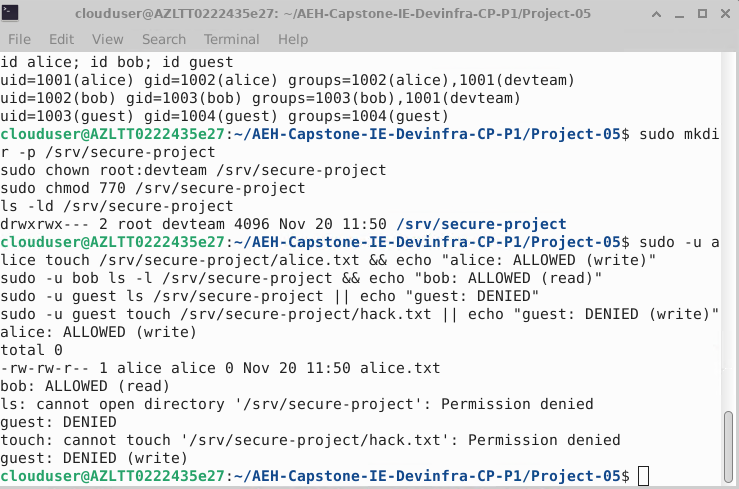 clouduser@AZLTT0222435e27: ~/AEH-Capstone-IE-Devinfra-CP-P1/Project-05
File Edit View Search Terminal Help
id alice; id bob; id guest
uid=1001(alice) gid=1002(alice) groups=1002(alice),1001(devteam)
uid=1002(bob) gid=1003(bob) groups=1003(bob),1001(devteam)
uid=1003(guest) gid=1004(guest) groups=1004(guest)
clouduser@AZLTT0222435e27:~/AEH-Capstone-IE-Devinfra-CP-P1/Project-05$ sudo mkdi
r -p /srv/secure-project
sudo chown root:devteam /srv/secure-project
sudo chmod 770 /srv/secure-project
ls -ld /srv/secure-project
drwxrwx--- 2 root devteam 4096 Nov 20 11:50 /srv/secure-project
clouduser@AZLTT0222435e27:~/AEH-Capstone-IE-Devinfra-CP-P1/Project-05$ sudo -u a
lice touch /srv/secure-project/alice.txt && echo "alice: ALLOWED (write)"
sudo -u bob ls -l /srv/secure-project && echo "bob: ALLOWED (read)"
sudo -u guest ls /srv/secure-project || echo "guest: DENIED"
sudo -u guest touch /srv/secure-project/hack.txt || echo "guest: DENIED (write)"
alice: ALLOWED (write)
total 0
-rw-rw-r-- 1 alice alice 0 Nov 20 11:50 alice.txt
bob: ALLOWED (read)
ls: cannot open directory '/srv/secure-project': Permission denied
guest: DENIED
touch: cannot touch '/srv/secure-project/hack.txt': Permission denied
guest: DENIED (write)
clouduser@AZLTT0222435e27:~/AEH-Capstone-IE-Devinfra-CP-P1/Project-05$